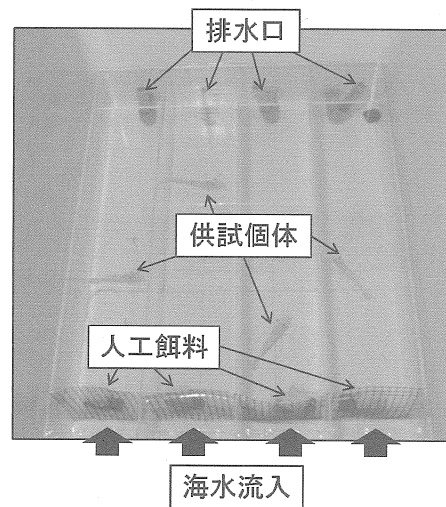 排水口
供試個体
人工餌料
海水流入